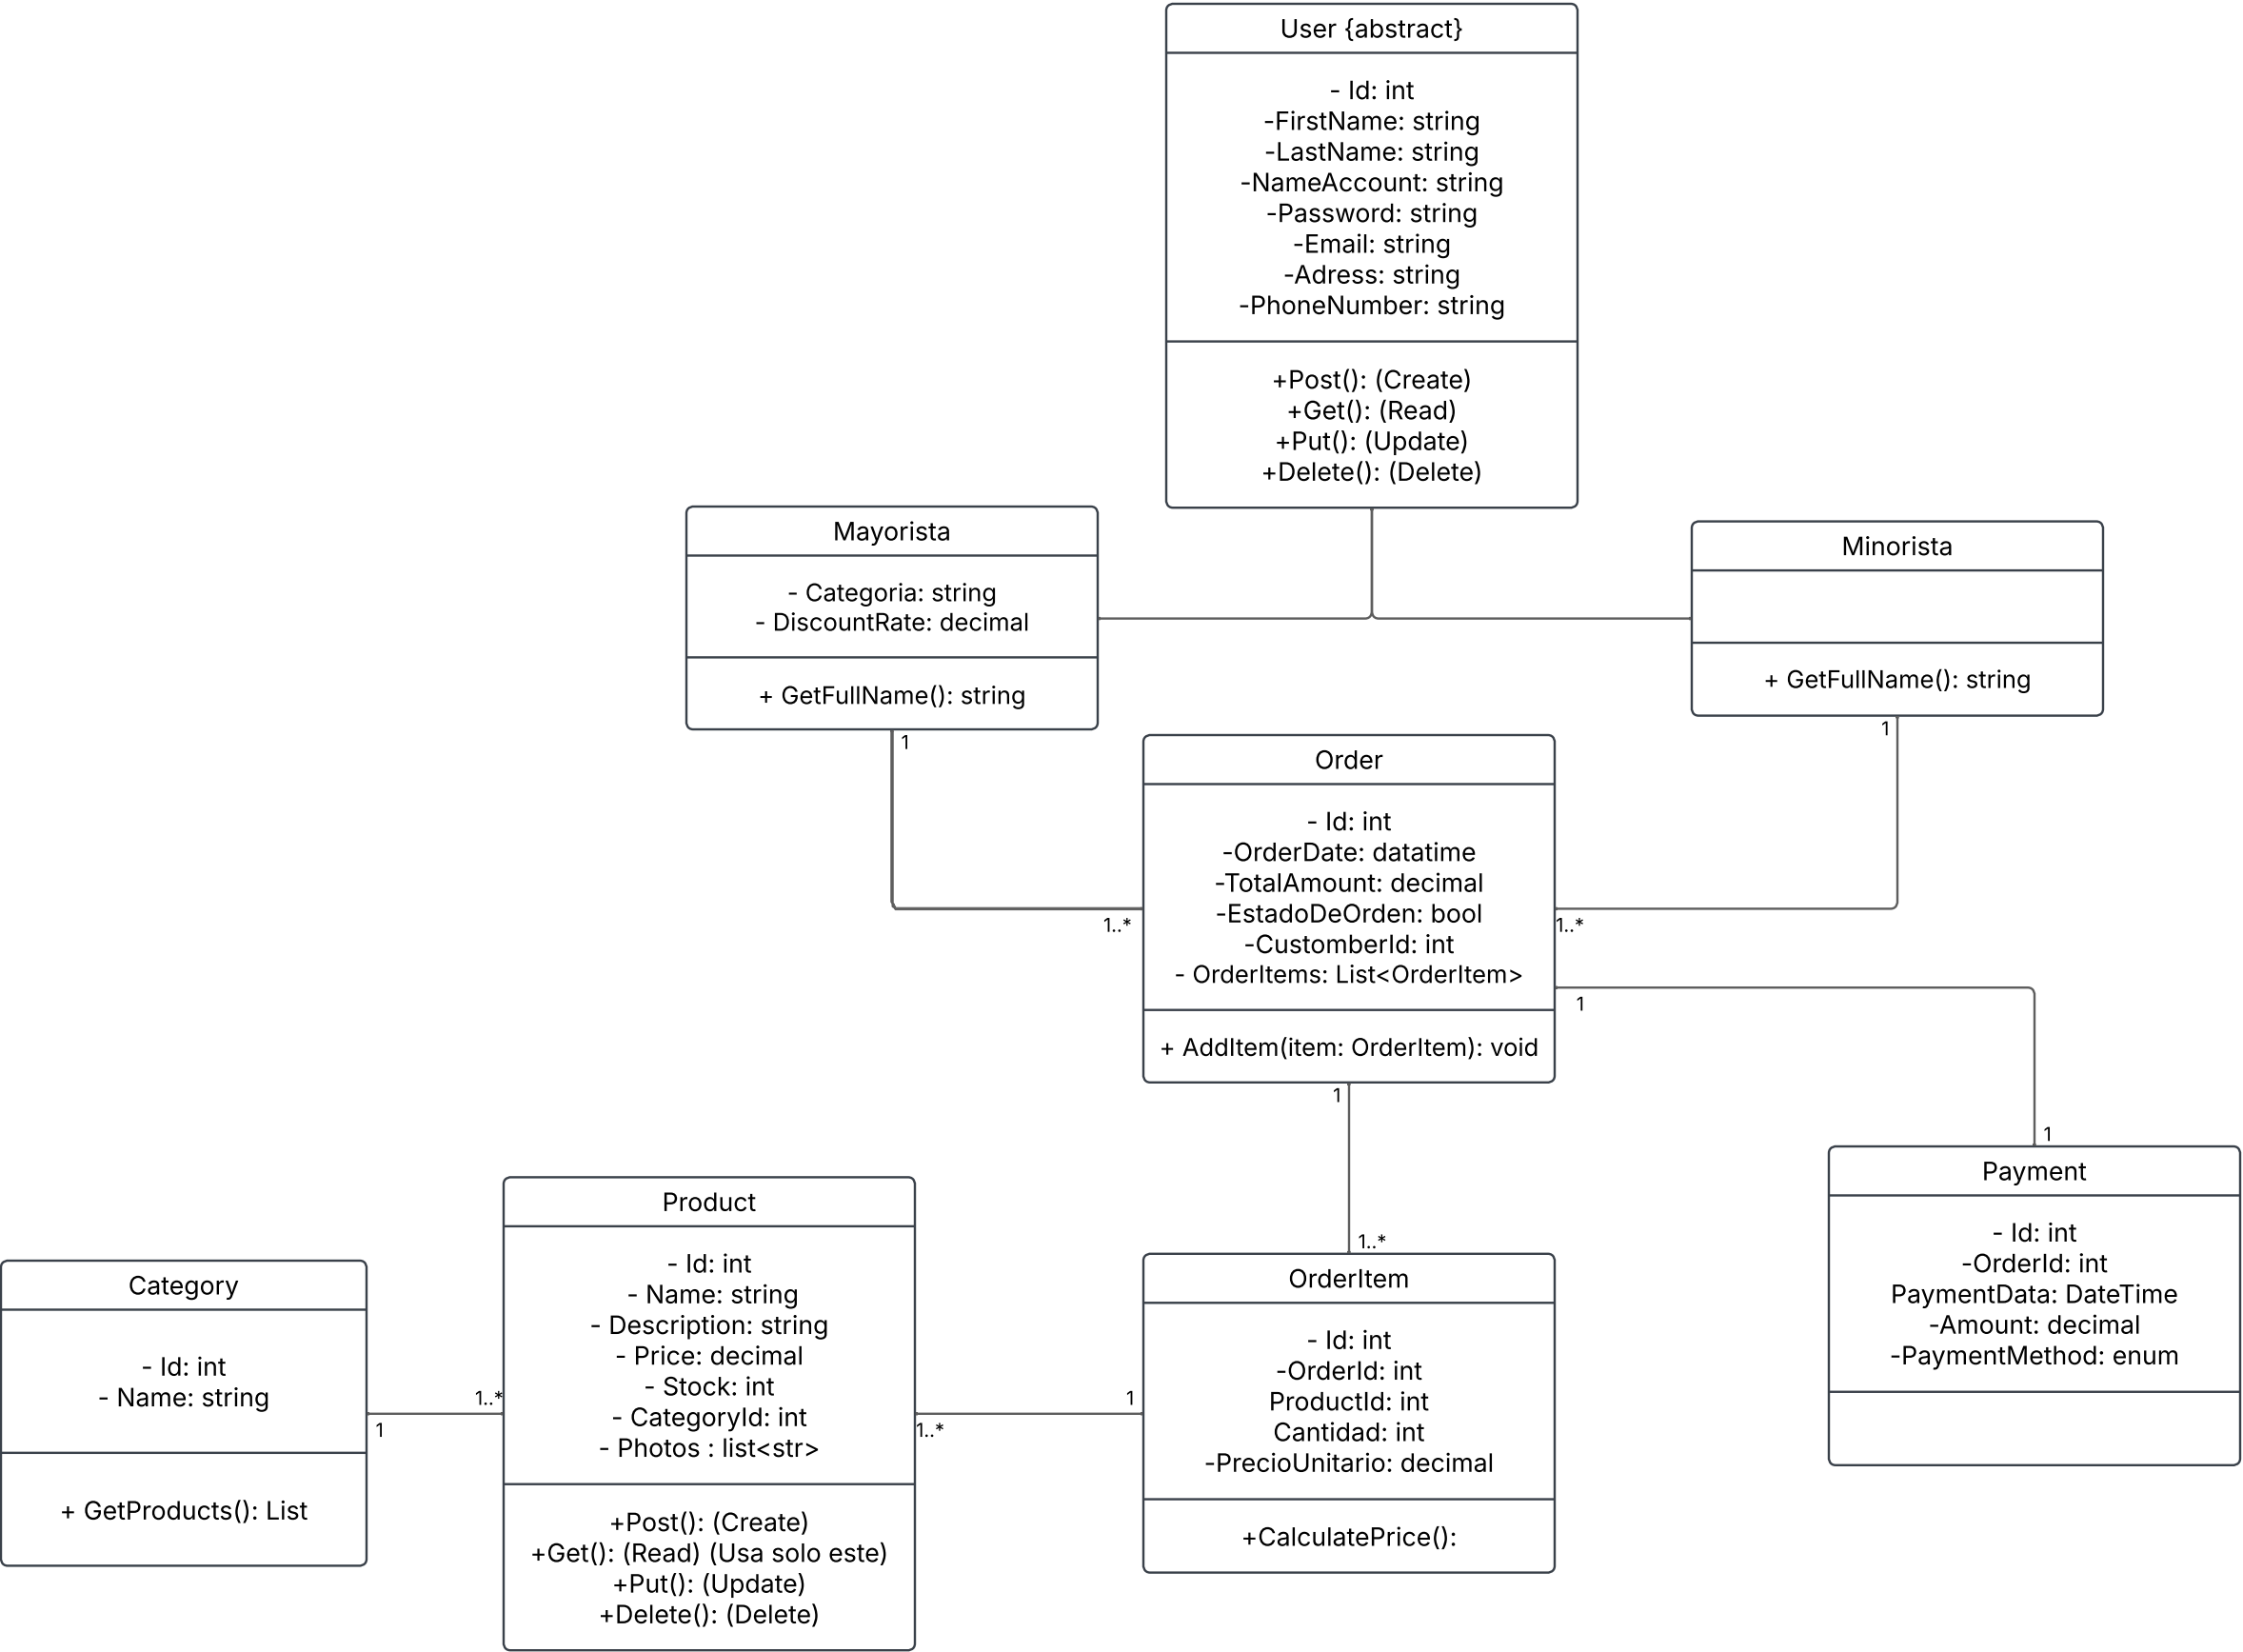 User {abstract}
- Id: int
-FirstName: string
-LastName: string
-NameAccount: string
-Password: string
-Email: string
-Adress: string
-PhoneNumber: string
+Post(): (Create)
+Get(): (Read)
+Put(): (Update)
+Delete(): (Delete)
Mayorista
- Categoria: string
- DiscountRate: decimal
+ GetFullName(): string
1
1..*
Minorista
+ GetFullName(): string
1
1..*
Order
- Id: int
-OrderDate: datatime
-TotalAmount: decimal
-EstadoDeOrden: bool
-CustomberId: int
- OrderItems: List<OrderItem>
+ AddItem(item: OrderItem): void
1
1
1
1..*
Payment
- Id: int
-OrderId: int
PaymentData: DateTime
-Amount: decimal
-PaymentMethod: enum
Category
- Id: int
- Name: string
+ GetProducts(): List
1
1..*
Product
- Id: int
- Name: string
- Description: string
- Price: decimal
- Stock: int
- CategoryId: int
- Photos : list<str>
+Post(): (Create)
+Get(): (Read) (Usa solo este)
+Put(): (Update)
+Delete(): (Delete)
1..*
1
OrderItem
- Id: int
-OrderId: int
ProductId: int
Cantidad: int
-PrecioUnitario: decimal
+CalculatePrice():